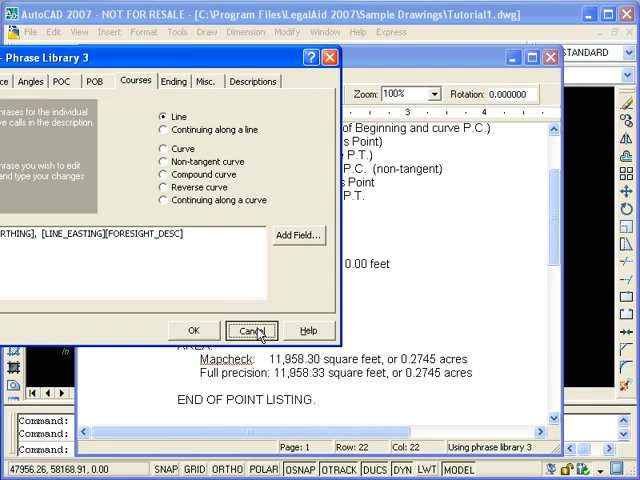 AutoCAD 2007 - NOT FOR RESALE - [C:\Program Files\LegalAid 2007\Sample Drawings\Tutorial1.dwg]
File Edit View Insert Format Tools Draw Dimension Modify Window Help Express
STANDARD
- Phrase Library 3
ce Angles POC POB Courses Ending Misc. Descriptions
Zoom: 100% Rotation: 0.000000
3 4
hrases for the individual
e calls in the description.
hrase you wish to edit
and type your changes
Line
Continuing along a line
Curve
Non-tangent curve
Compound curve
Reverse curve
Continuing along a curve
of Beginning and curve P.C.)
s Point)
P.T.)
P.C. (non-tangent)
s Point
P.T.
RTHING], [LINE_EASTING][FORESIGHT_DESC]
Add Field...
0.00 feet
OK Cancel Help
AREA:
Mapcheck: 11,958.30 square feet, or 0.2745 acres
Full precision: 11,958.33 square feet, or 0.2745 acres
END OF POINT LISTING.
Page: 1 Row: 22 Col: 22 Using phrase library 3
Command:
Command:
Command:
47956.26, 58168.91, 0.00 SNAP GRID ORTHO POLAR OSNAP OTRACK DUCS DYN LWT MODEL